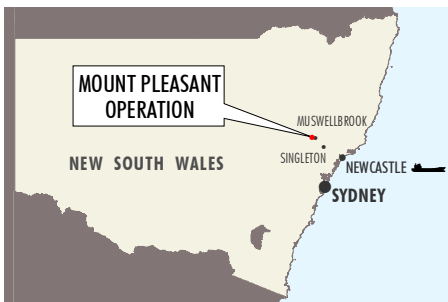 MOUNT PLEASANT
OPERATION
MUSWELLBROOK
SINGLETON
NEW SOUTH WALES
NEWCASTLE
SYDNEY